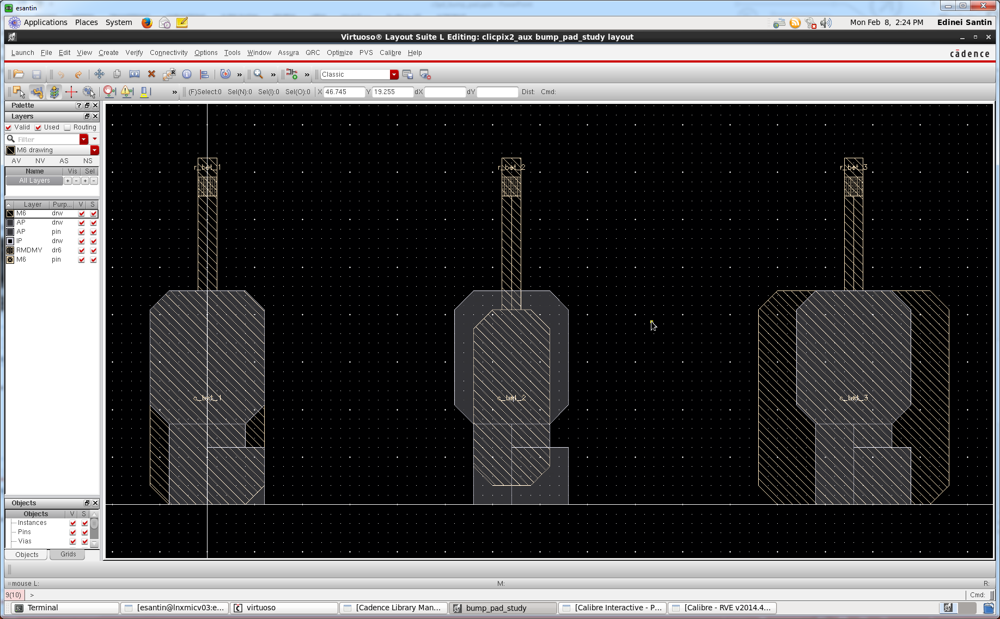 esantin
Applications Places System Mon Feb 8, 2:24 PM Edinei Santin
Virtuoso® Layout Suite L Editing: clicpix2_aux bump_pad_study layout
Launch File Edit View Create Verify Connectivity Options Tools Window Assura QRC Optimize PVS Calibre Help cādence
» » » Classic
» (F)Select:0 Sel(N):0 Sel(I):0 Sel(O):0 X 46.745 Y 19.255 dX dY Dist: Cmd:
Palette
Layers
Valid Used Routing
Filter
M6 drawing
AV NV AS NS
Name Vis Sel
All Layers + - + -
Layer Purp... V S
M6 drw
AP drw
AP pin
IP drw
RMDMY dr6
M6 pin
r_bot_1 r_bot_2 r_bot_3
Objects
Objects V S
Instances
Pins
Vias
Objects Grids
mouse L: M: R:
9(10) > Cmd:
Terminal [esantin@lnxmicv03:e... virtuoso [Cadence Library Man... bump_pad_study [Calibre Interactive - P... [Calibre - RVE v2014.4...